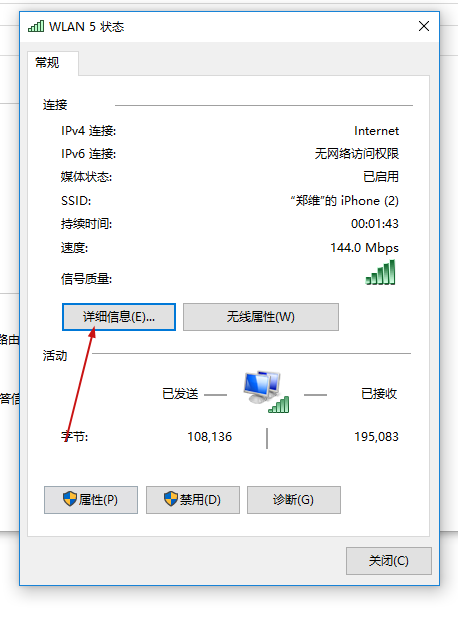 WLAN 5 状态
常规
连接
IPv4 连接: Internet
IPv6 连接: 无网络访问权限
媒体状态: 已启用
SSID: “郑维”的 iPhone (2)
持续时间: 00:01:43
速度: 144.0 Mbps
信号质量:
详细信息(E)... 无线属性(W)
路由
活动
已发送 已接收
答信
字节: 108,136 195,083
属性(P) 禁用(D) 诊断(G)
关闭(C)